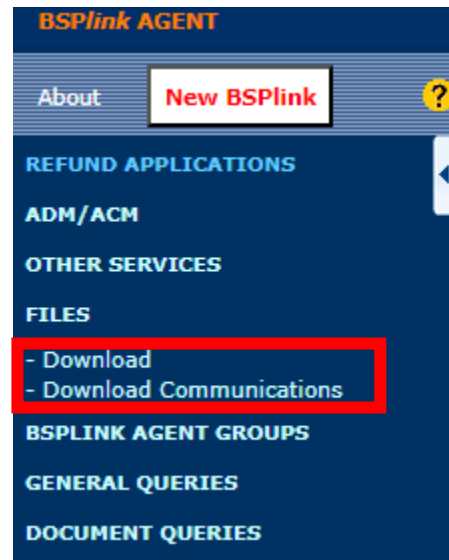 BSPlink AGENT
About New BSPlink ?
REFUND APPLICATIONS
ADM/ACM
OTHER SERVICES
FILES
- Download
- Download Communications
BSPLINK AGENT GROUPS
GENERAL QUERIES
DOCUMENT QUERIES